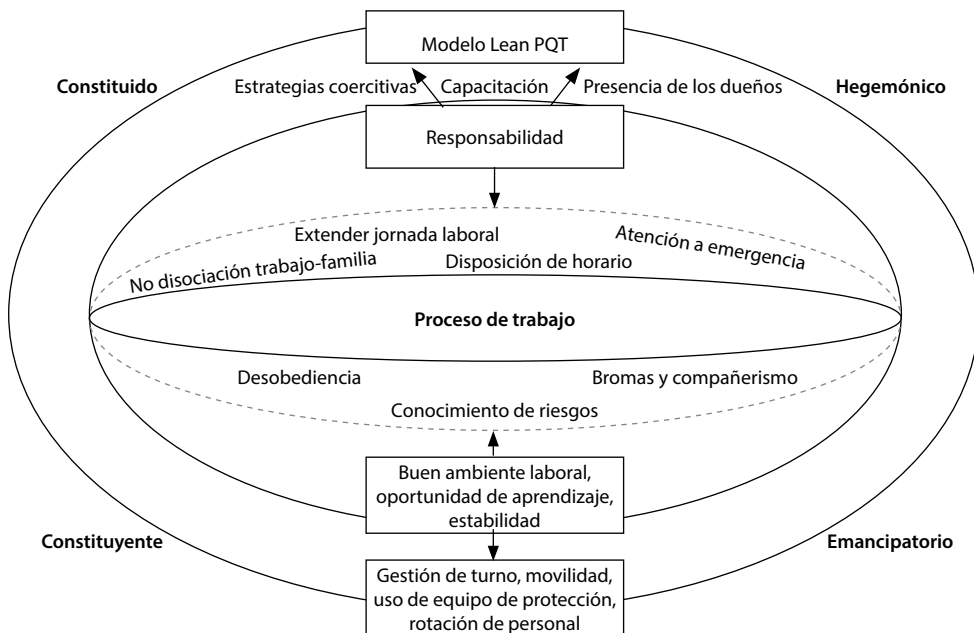 Modelo Lean PQT
Constituido
Hegemónico
Estrategias coercitivas
Capacitación
Presencia de los dueños
Responsabilidad
Extender jornada laboral
Atención a emergencia
No disociación trabajo-familia
Disposición de horario
Proceso de trabajo
Desobediencia
Bromas y compañerismo
Conocimiento de riesgos
Buen ambiente laboral,
oportunidad de aprendizaje,
estabilidad
Constituyente
Emancipatorio
Gestión de turno, movilidad,
uso de equipo de protección,
rotación de personal